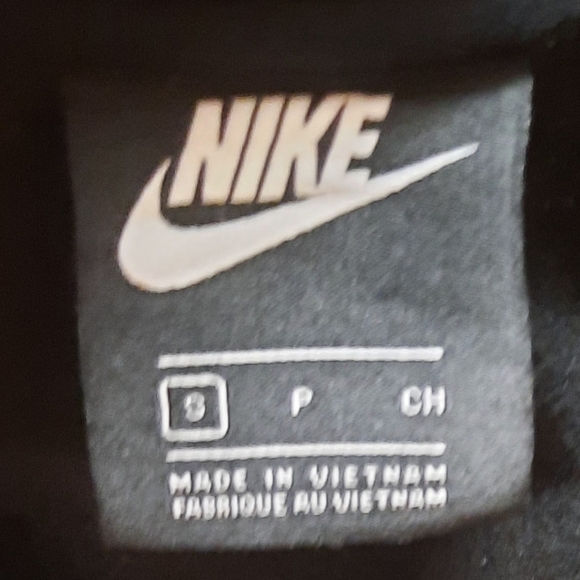 NIKE
S P CH
MADE IN VIETNAM
FABRIQUE AU VIETNAM